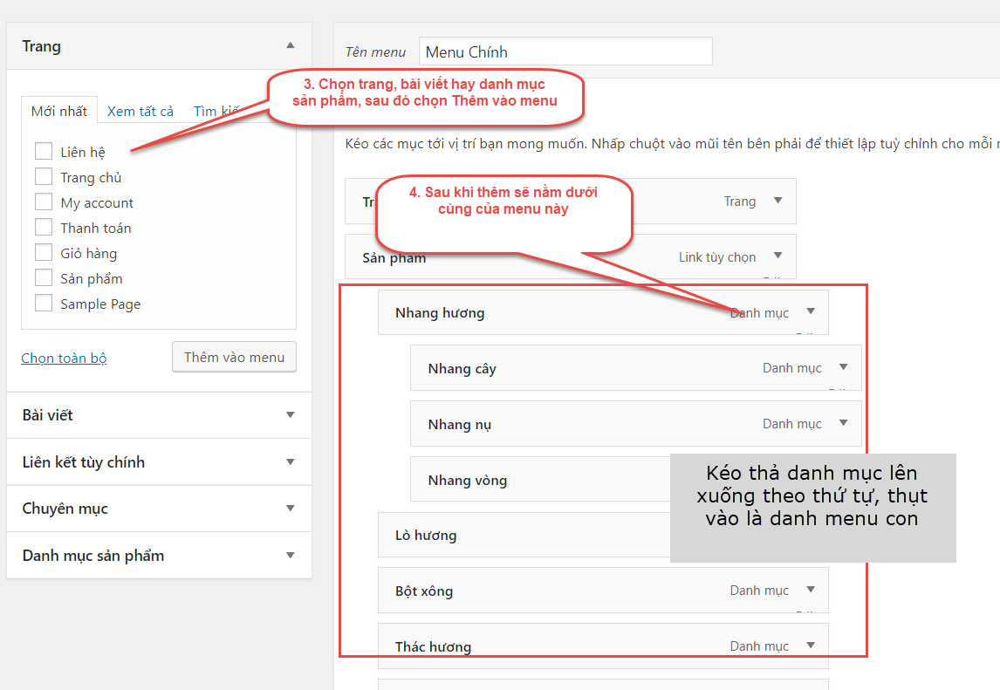 Trang
Mới nhất
Xem tất cả
Tìm
Liên hệ
Trang chủ
My account
Thanh toán
Giỏ hàng
Sản phẩm
Sample Page
Chọn toàn bộ
Thêm vào menu
Bài viết
Liên kết tùy chỉnh
Chuyên mục
Danh mục sản phẩm
Tên menu
Menu Chính
3. Chọn trang, bài viết hay danh mục
sản phẩm, sau đó chọn Thêm vào menu
Kéo các mục tới vị trí bạn mong muốn. Nhấp chuột vào mũi tên bên phải để thiết lập tuỳ chỉnh cho mỗi
4. Sau khi thêm sẽ nằm dưới
cùng của menu này
Trang
Sản phẩm
Link tùy chọn
Nhang hương
Danh mục
Nhang cây
Danh mục
Nhang nụ
Danh mục
Nhang vòng
Kéo thả danh mục lên
xuống theo thứ tự, thụt
vào là danh menu con
Lò hương
Bột xông
Danh mục
Thác hương
Danh mục